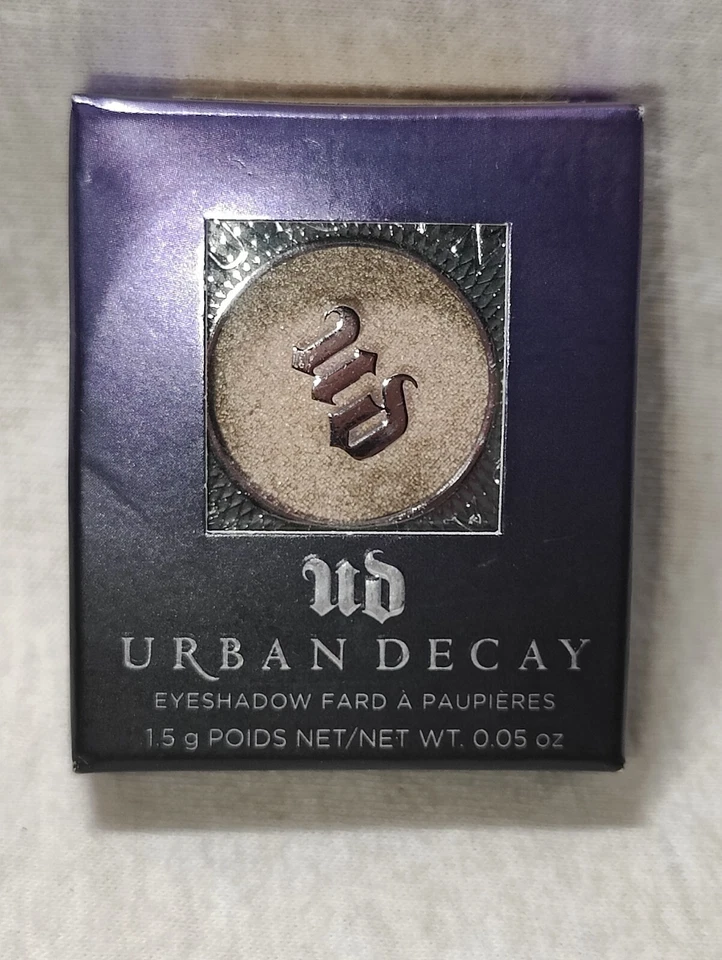 UD
UD
URBAN DECAY
EYESHADOW FARD À PAUPIÈRES
1.5 g POIDS NET/NET WT. 0.05 oz